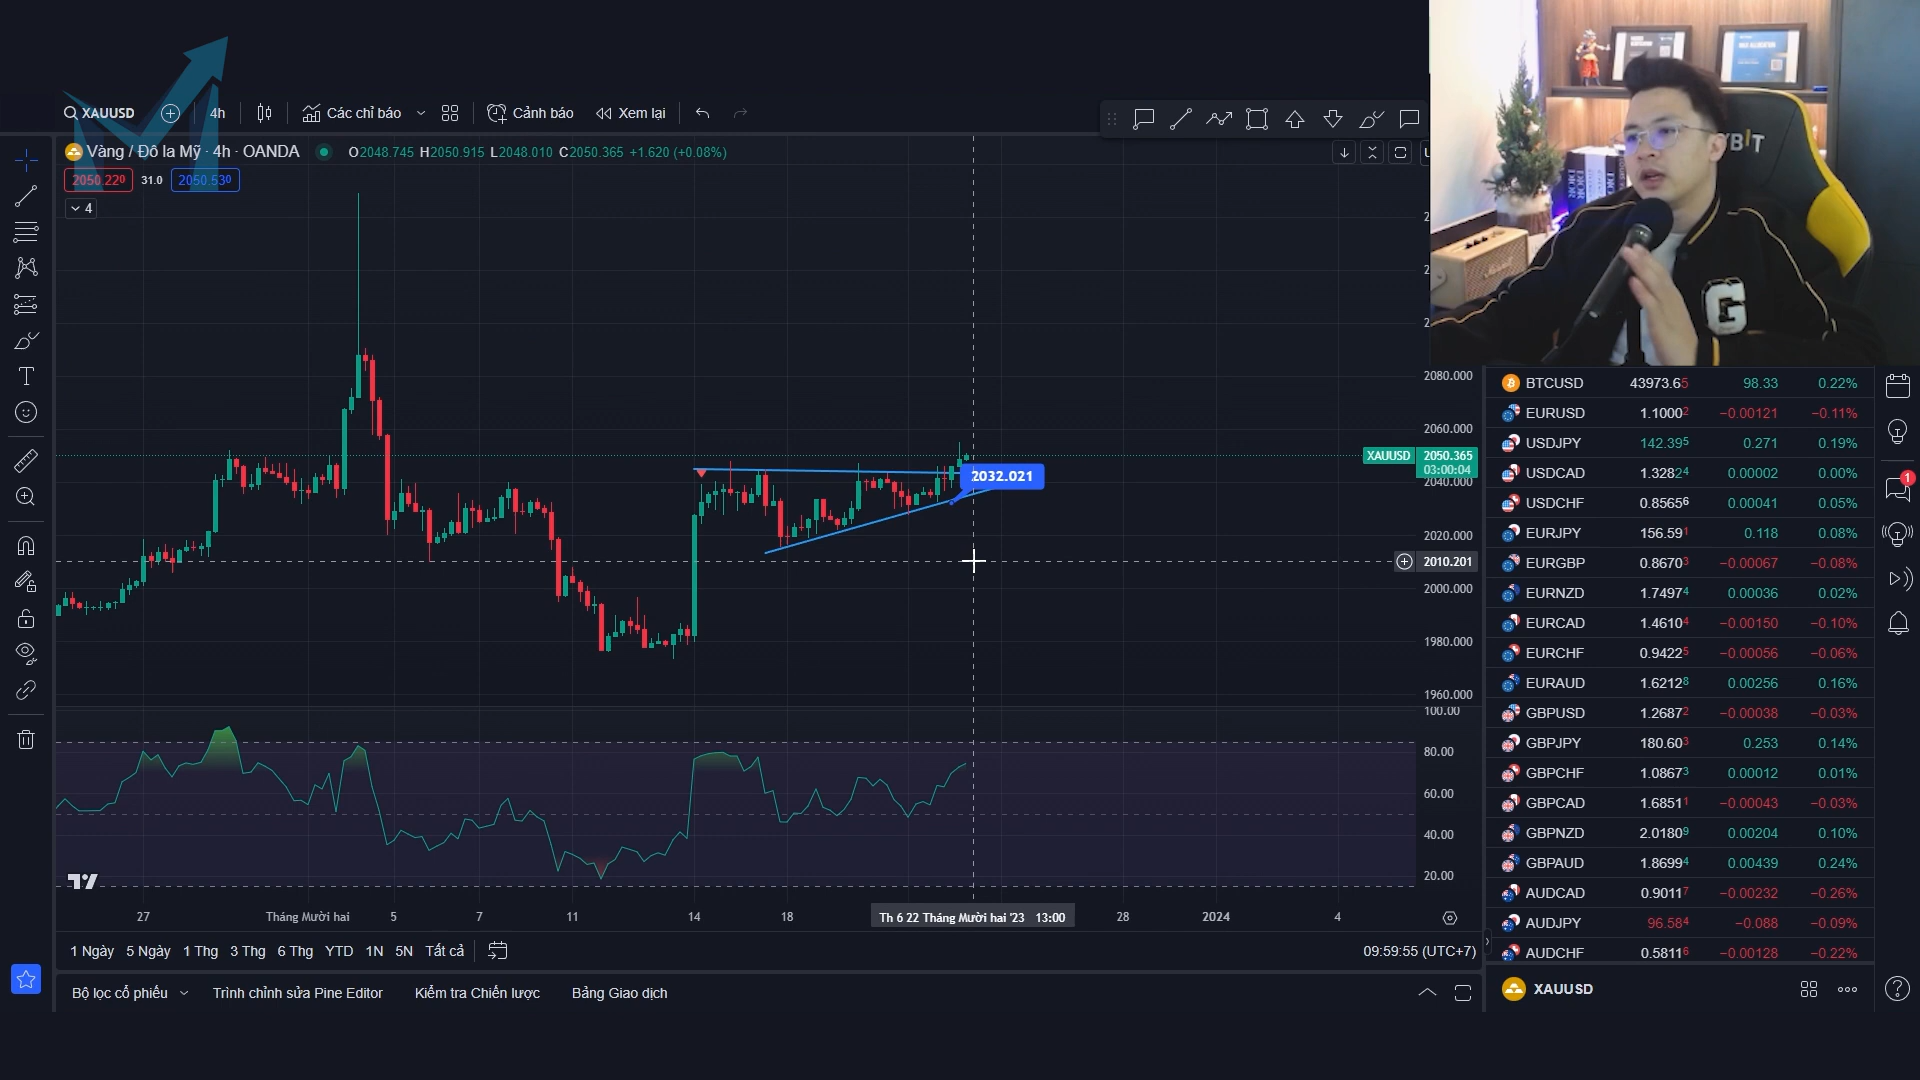 XAUUSD 4h Các chỉ báo Cảnh báo Xem lại
Vàng / Đô la Mỹ · 4h · OANDA O2048.745 H2050.915 L2048.010 C2050.365 +1.620 (+0.08%)
2050.220 31.0 2050.530
4
2080.000
2060.000
XAUUSD 2050.365
03:00:04
2040.000
2032.021
2020.000
2010.201
2000.000
1980.000
1960.000
100.00
80.00
60.00
40.00
20.00
27 Tháng Mười hai 5 7 11 14 18 Th 6 22 Tháng Mười hai '23 13:00 28 2024 4
1 Ngày 5 Ngày 1 Thg 3 Thg 6 Thg YTD 1N 5N Tất cả 09:59:55 (UTC+7)
Bộ lọc cổ phiếu Trình chỉnh sửa Pine Editor Kiểm tra Chiến lược Bảng Giao dịch
BTCUSD 43973.65 98.33 0.22%
EURUSD 1.10002 −0.00121 −0.11%
USDJPY 142.395 0.271 0.19%
USDCAD 1.32824 0.00002 0.00%
USDCHF 0.85656 0.00041 0.05%
EURJPY 156.591 0.118 0.08%
EURGBP 0.86703 −0.00067 −0.08%
EURNZD 1.74974 0.00036 0.02%
EURCAD 1.46104 −0.00150 −0.10%
EURCHF 0.94225 −0.00056 −0.06%
EURAUD 1.62128 0.00256 0.16%
GBPUSD 1.26872 −0.00038 −0.03%
GBPJPY 180.603 0.253 0.14%
GBPCHF 1.08673 0.00012 0.01%
GBPCAD 1.68511 −0.00043 −0.03%
GBPNZD 2.01809 0.00204 0.10%
GBPAUD 1.86994 0.00439 0.24%
AUDCAD 0.90117 −0.00232 −0.26%
AUDJPY 96.584 −0.088 −0.09%
AUDCHF 0.58116 −0.00128 −0.22%
XAUUSD
1
G
DIOR
DIOR